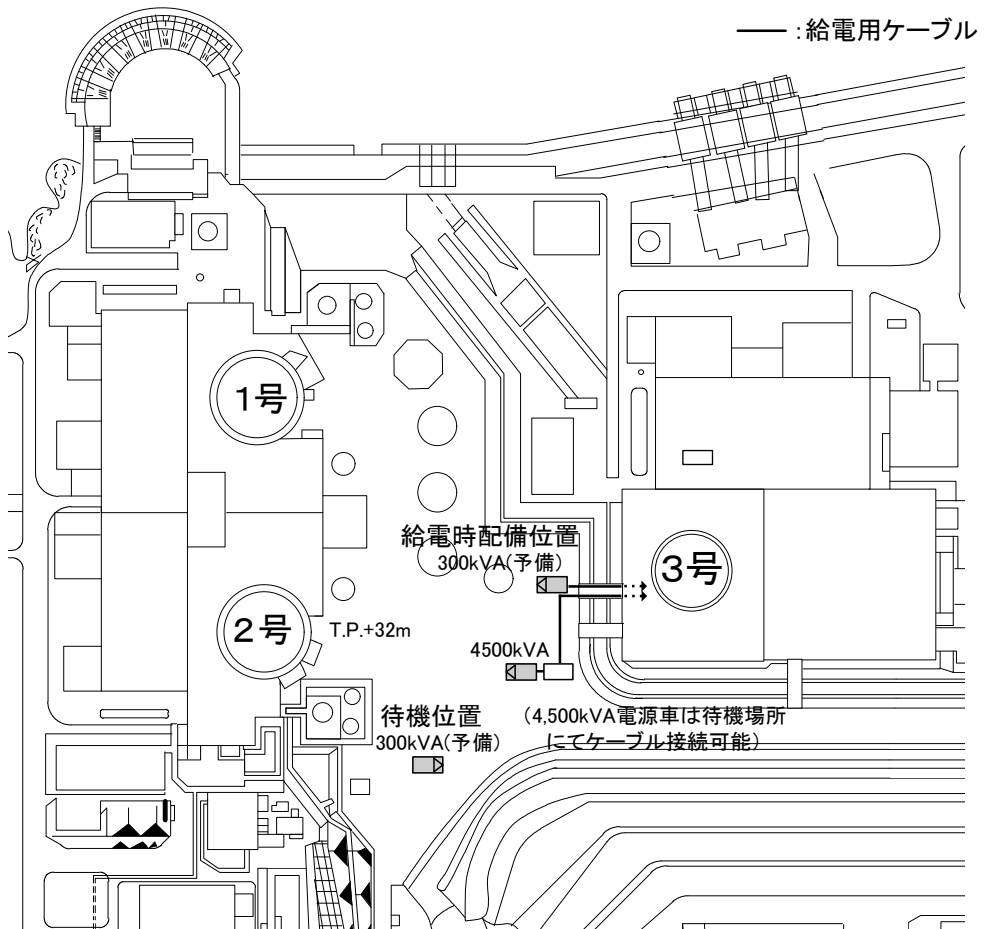 ：給電用ケーブル
1号
給電時配備位置
300kVA(予備)
3号
2号
T.P.+32m
4500kVA
待機位置
300kVA(予備)
（4,500kVA電源車は待機場所
にてケーブル接続可能）